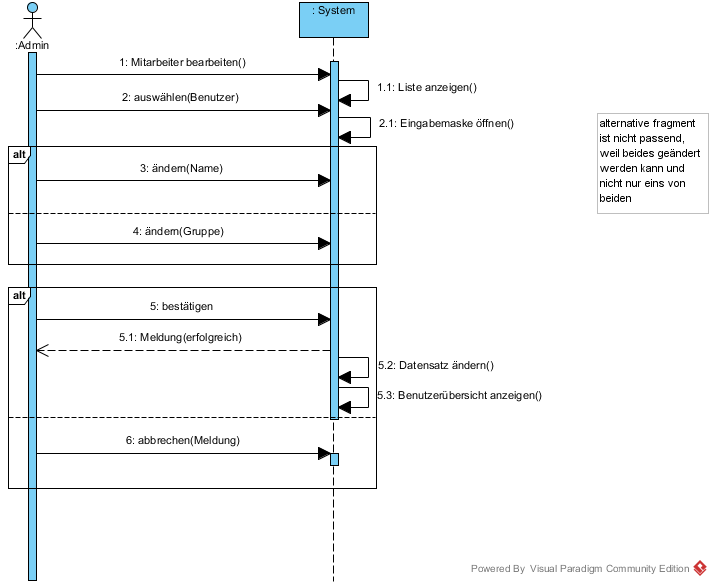 : System
:Admin
1: Mitarbeiter bearbeiten()
1.1: Liste anzeigen()
2: auswählen(Benutzer)
2.1: Eingabemaske öffnen()
alternative fragment
ist nicht passend,
weil beides geändert
werden kann und
nicht nur eins von
beiden
alt
3: ändern(Name)
4: ändern(Gruppe)
alt
5: bestätigen
5.1: Meldung(erfolgreich)
5.2: Datensatz ändern()
5.3: Benutzerübersicht anzeigen()
6: abbrechen(Meldung)
Powered By Visual Paradigm Community Edition